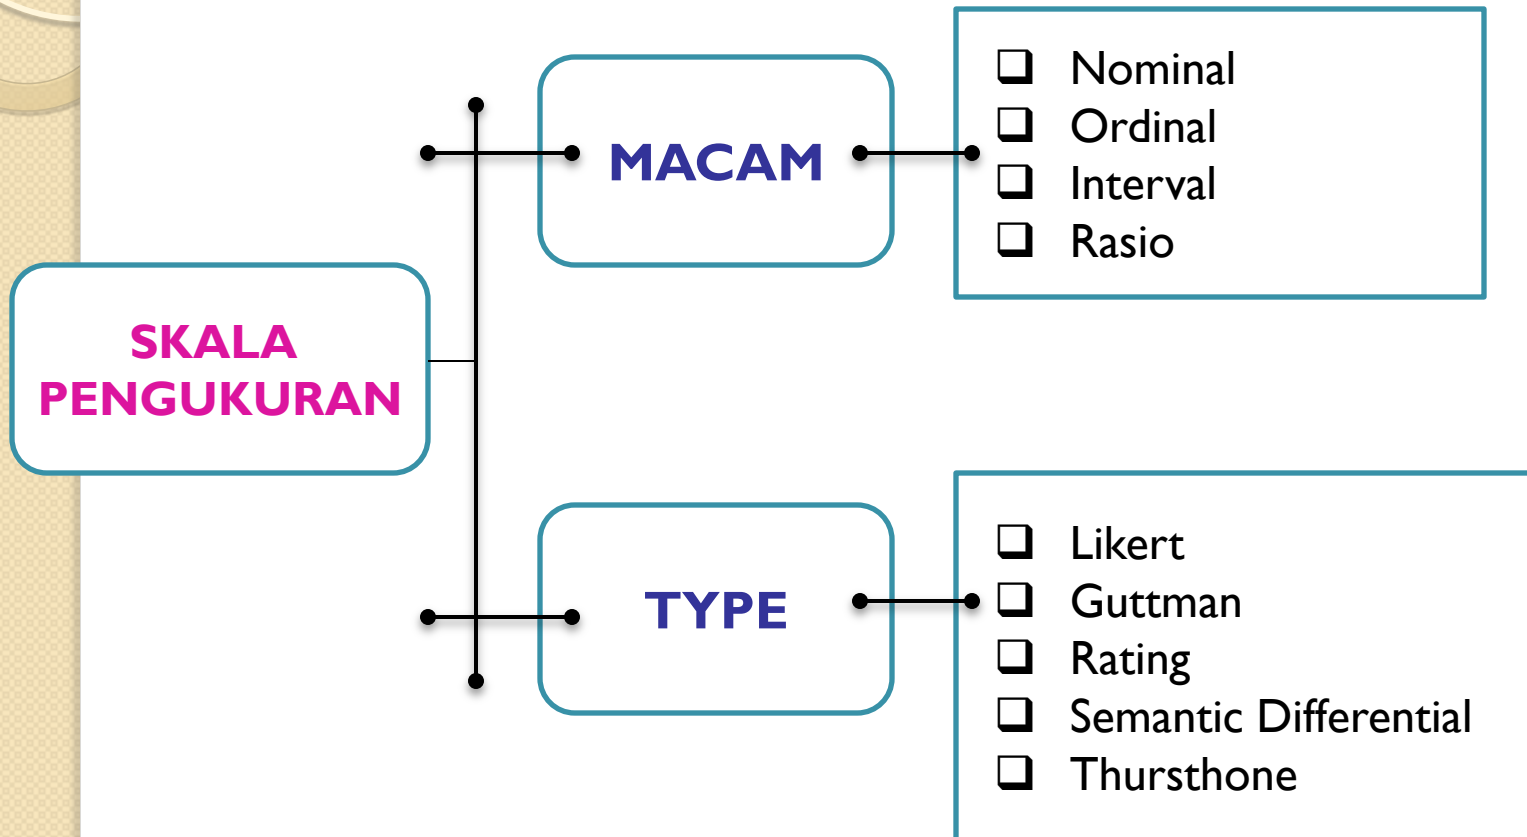 SKALA
PENGUKURAN
MACAM
Nominal
Ordinal
Interval
Rasio
TYPE
Likert
Guttman
Rating
Semantic Differential
Thursthone